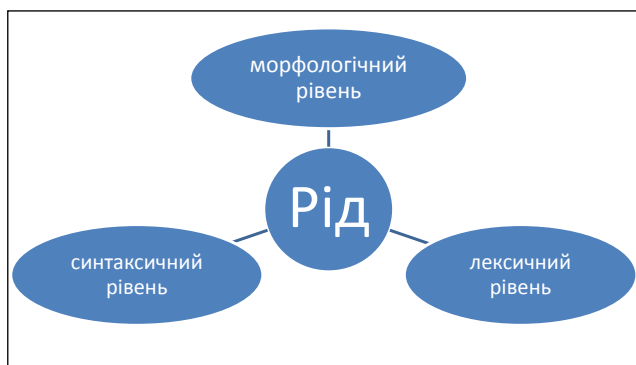 морфологічний
рівень
Рід
синтаксичний
рівень
лексичний
рівень